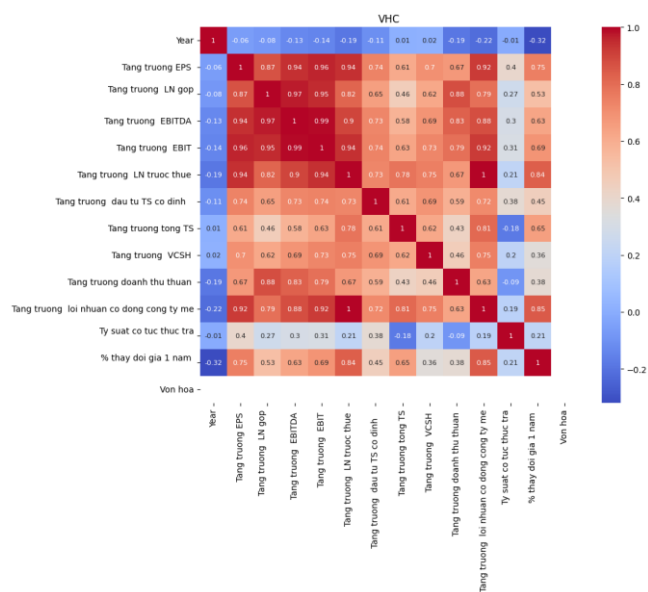 VHC
Year
1 -0.06 -0.08 -0.13 -0.14 -0.19 -0.11 0.01 0.02 -0.19 -0.22 -0.01 -0.32
Tang truong EPS
-0.06 1 0.87 0.94 0.96 0.94 0.74 0.61 0.7 0.67 0.92 0.4 0.75
Tang truong LN gop
-0.08 0.87 1 0.97 0.95 0.82 0.65 0.46 0.62 0.88 0.79 0.27 0.53
Tang truong EBITDA
-0.13 0.94 0.97 1 0.99 0.9 0.73 0.58 0.69 0.83 0.88 0.3 0.63
Tang truong EBIT
-0.14 0.96 0.95 0.99 1 0.94 0.74 0.63 0.73 0.79 0.92 0.31 0.69
Tang truong LN truoc thue
-0.19 0.94 0.82 0.9 0.94 1 0.73 0.78 0.75 0.67 1 0.21 0.84
Tang truong dau tu TS co dinh
-0.11 0.74 0.65 0.73 0.74 0.73 1 0.61 0.69 0.59 0.72 0.38 0.45
Tang truong tong TS
0.01 0.61 0.46 0.58 0.63 0.78 0.61 1 0.62 0.43 0.81 -0.18 0.65
Tang truong VCSH
0.02 0.7 0.62 0.69 0.73 0.75 0.69 0.62 1 0.46 0.75 0.2 0.36
Tang truong doanh thu thuan
-0.19 0.67 0.88 0.83 0.79 0.67 0.59 0.43 0.46 1 0.63 -0.09 0.38
Tang truong loi nhuan co dong cong ty me
-0.22 0.92 0.79 0.88 0.92 1 0.72 0.81 0.75 0.63 1 0.19 0.85
Ty suat co tuc thuc tra
-0.01 0.4 0.27 0.3 0.31 0.21 0.38 -0.18 0.2 -0.09 0.19 1 0.21
% thay doi gia 1 nam
-0.32 0.75 0.53 0.63 0.69 0.84 0.45 0.65 0.36 0.38 0.85 0.21 1
Von hoa
Year
Tang truong EPS
Tang truong LN gop
Tang truong EBITDA
Tang truong EBIT
Tang truong LN truoc thue
Tang truong dau tu TS co dinh
Tang truong tong TS
Tang truong VCSH
Tang truong doanh thu thuan
Tang truong loi nhuan co dong cong ty me
Ty suat co tuc thuc tra
% thay doi gia 1 nam
Von hoa
1.0
0.8
0.6
0.4
0.2
0.0
−0.2